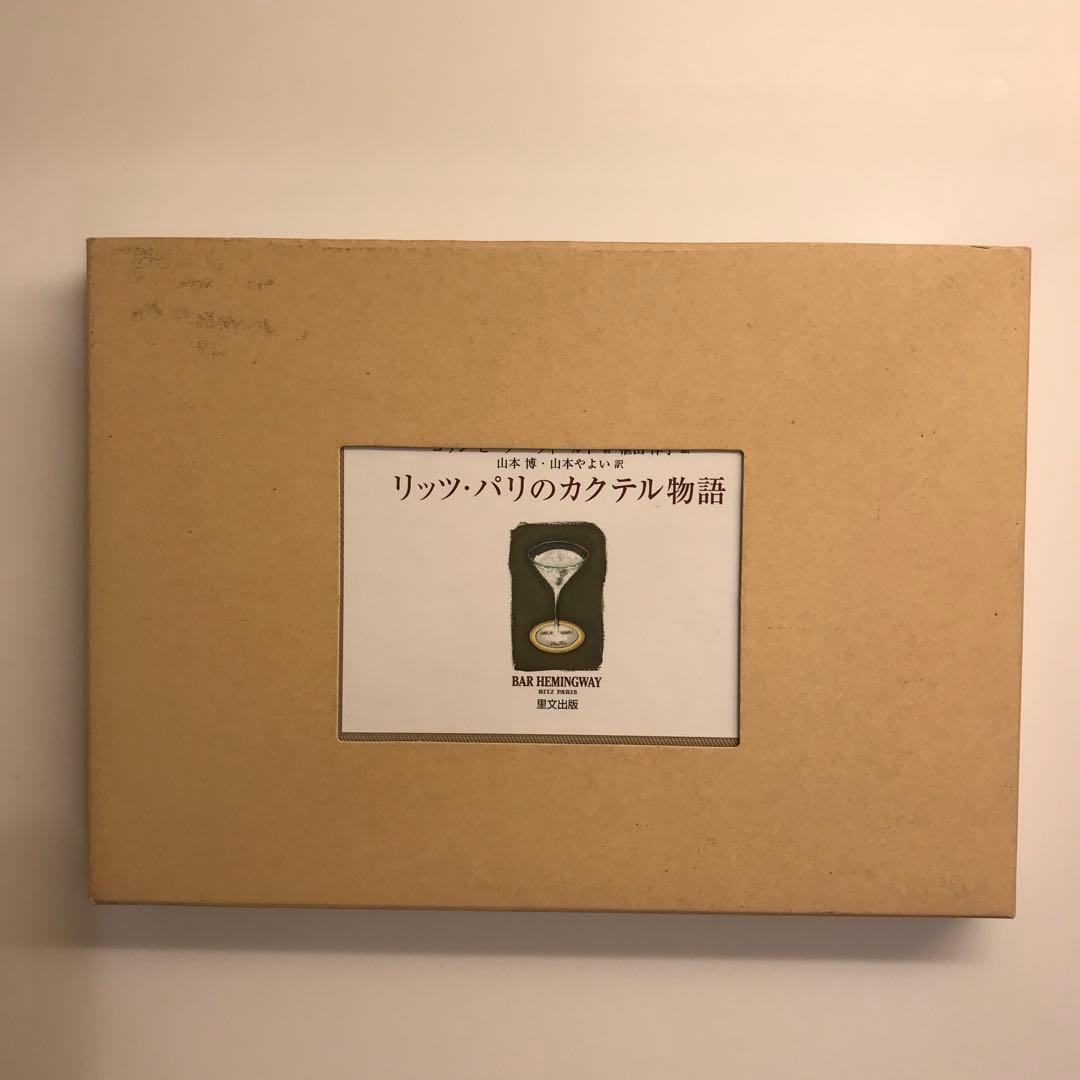 山本 博・山本やよい 訳
リッツ・パリのカクテル物語
BAR HEMINGWAY
RITZ PARIS
里文出版